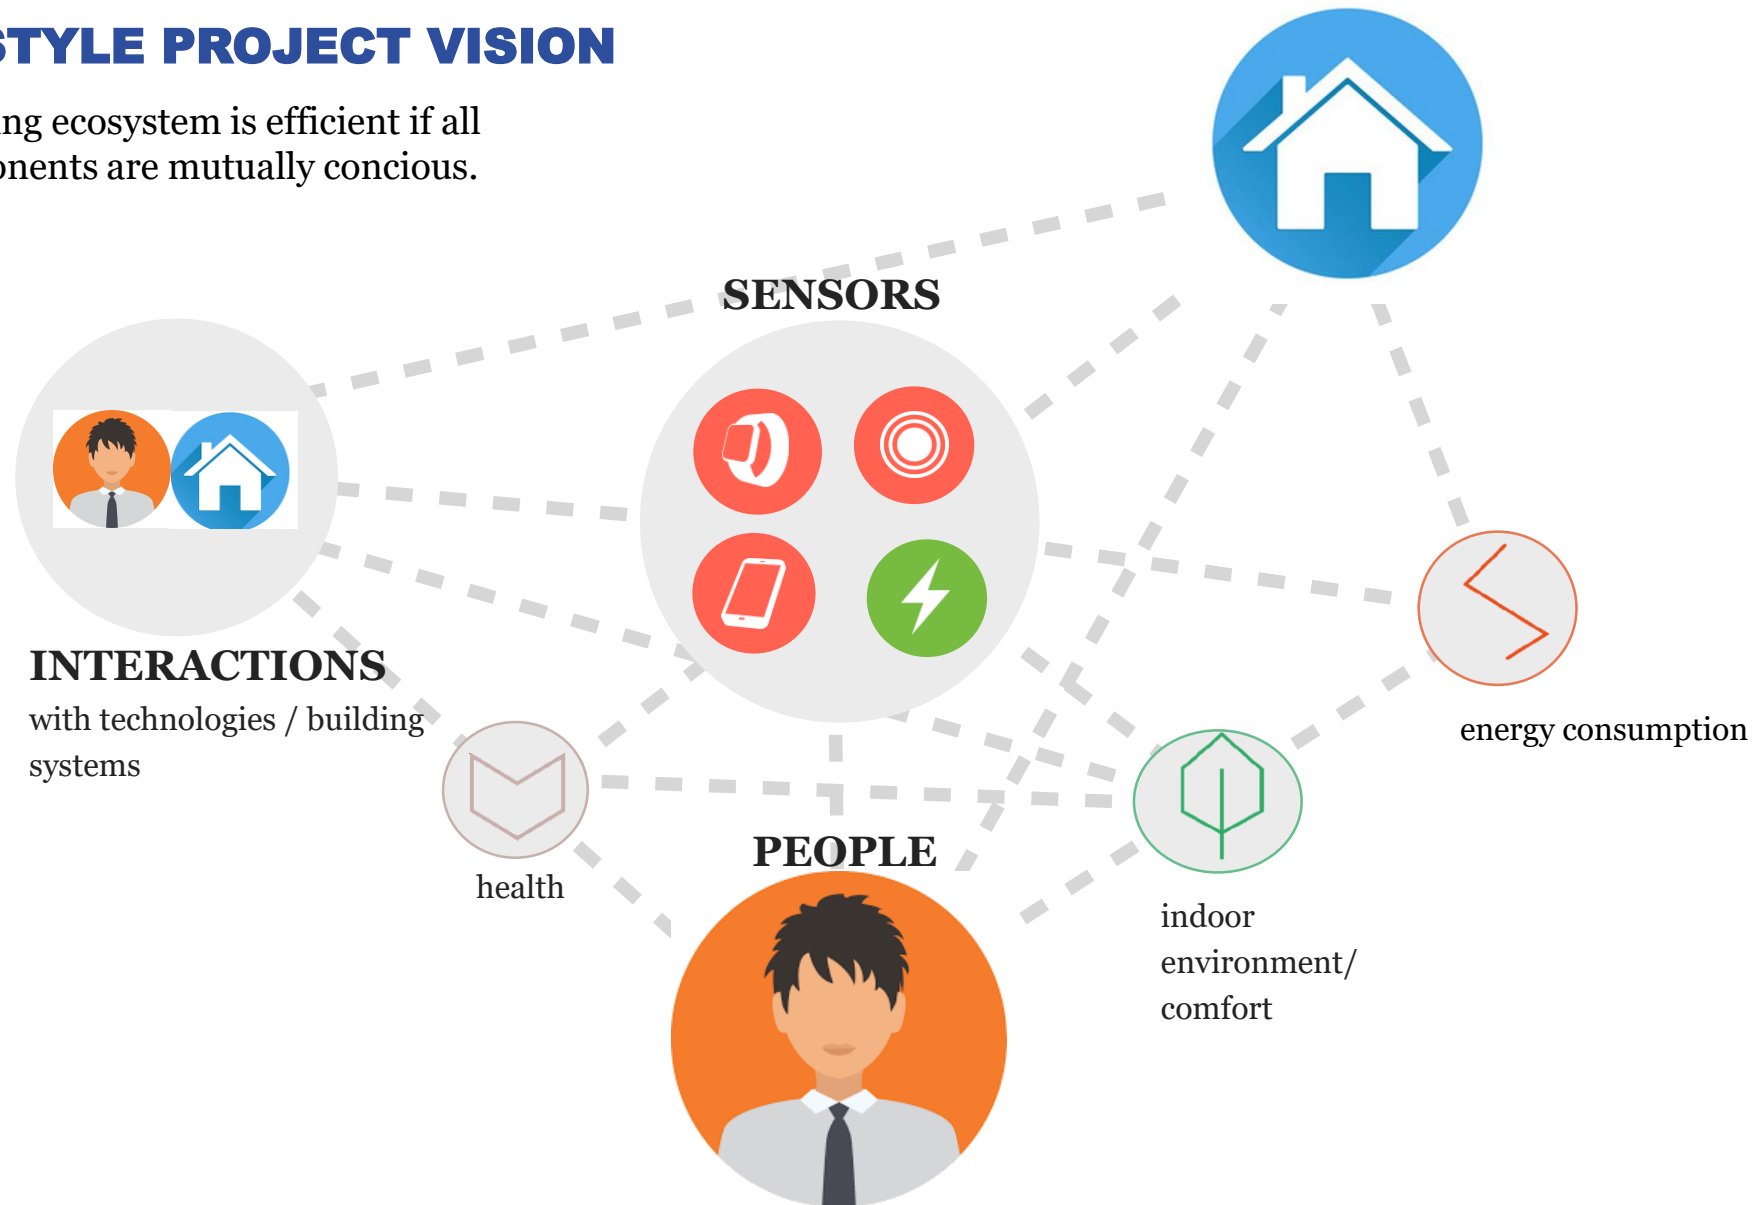 STYLE PROJECT VISION
ng ecosystem is efficient if all
onents are mutually concious.
SENSORS
INTERACTIONS
with technologies / building
systems
health
PEOPLE
indoor
environment/
comfort
energy consumption